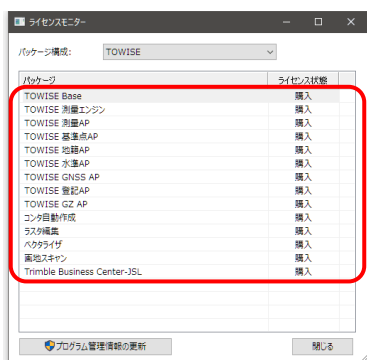 ライセンスモニター
パッケージ構成: TOWISE
パッケージ ライセンス状態
TOWISE Base 購入
TOWISE 測量エンジン 購入
TOWISE 測量AP 購入
TOWISE 基準点AP 購入
TOWISE 地籍AP 購入
TOWISE 水準AP 購入
TOWISE GNSS AP 購入
TOWISE 登記AP 購入
TOWISE GZ AP 購入
コンタ自動作成 購入
ラスタ編集 購入
ベクタライザ 購入
画地スキャン 購入
Trimble Business Center-JSL 購入
プログラム管理情報の更新 閉じる